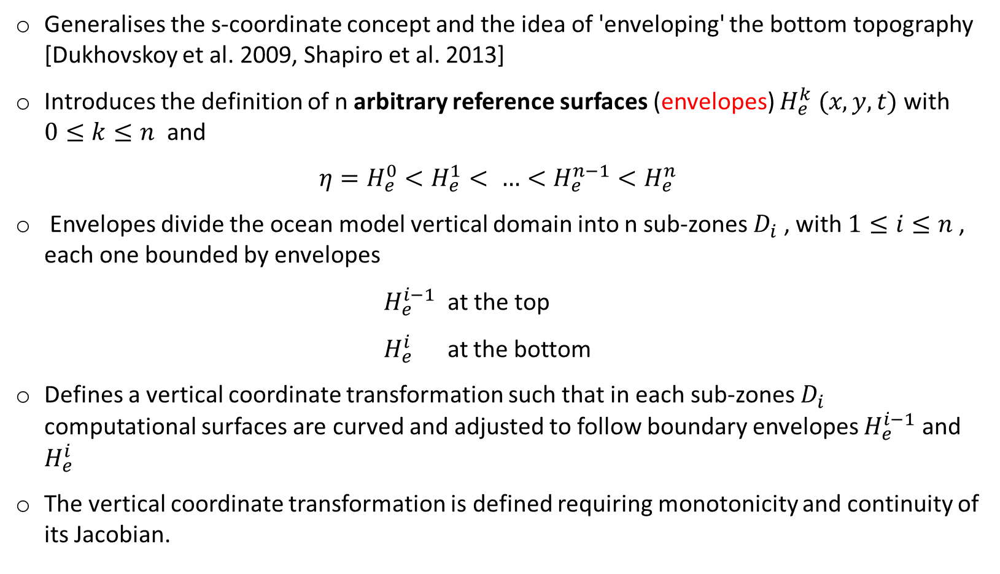 ○ Generalises the s-coordinate concept and the idea of 'enveloping' the bottom topography
[Dukhovskoy et al. 2009, Shapiro et al. 2013]
○ Introduces the definition of n arbitrary reference surfaces (envelopes) $H_e^k (x, y, t)$ with
$0 \leq k \leq n$ and
$\eta = H_e^0 < H_e^1 < \ldots < H_e^{n-1} < H_e^n$
○ Envelopes divide the ocean model vertical domain into n sub-zones $D_i$ , with $1 \leq i \leq n$ ,
each one bounded by envelopes
$H_e^{i-1}$ at the top
$H_e^i$ at the bottom
○ Defines a vertical coordinate transformation such that in each sub-zones $D_i$
computational surfaces are curved and adjusted to follow boundary envelopes $H_e^{i-1}$ and
$H_e^i$
○ The vertical coordinate transformation is defined requiring monotonicity and continuity of
its Jacobian.